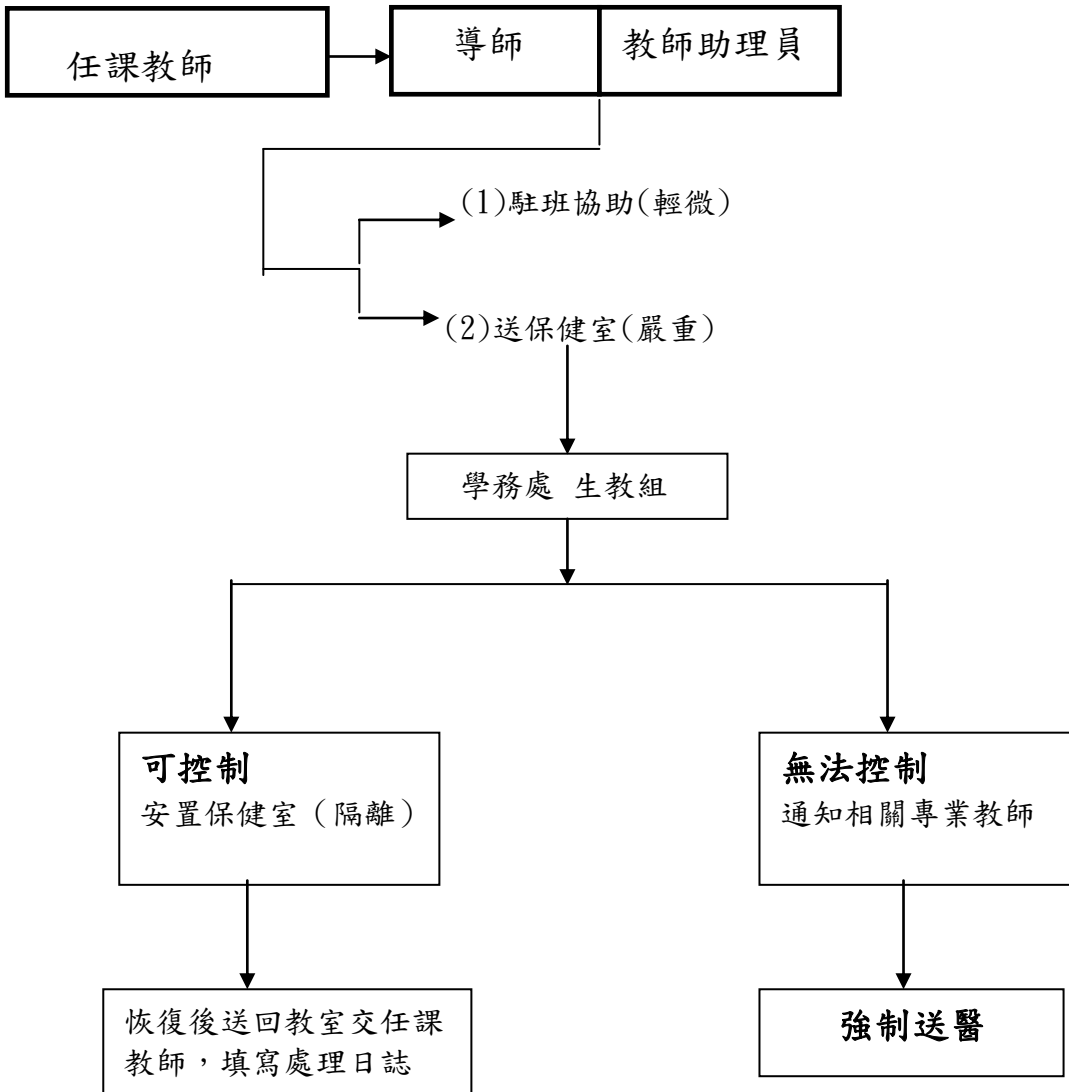 任課教師
導師
教師助理員
(1)駐班協助(輕微)
(2)送保健室(嚴重)
學務處 生教組
可控制
安置保健室（隔離）
無法控制
通知相關專業教師
恢復後送回教室交任課
教師，填寫處理日誌
強制送醫